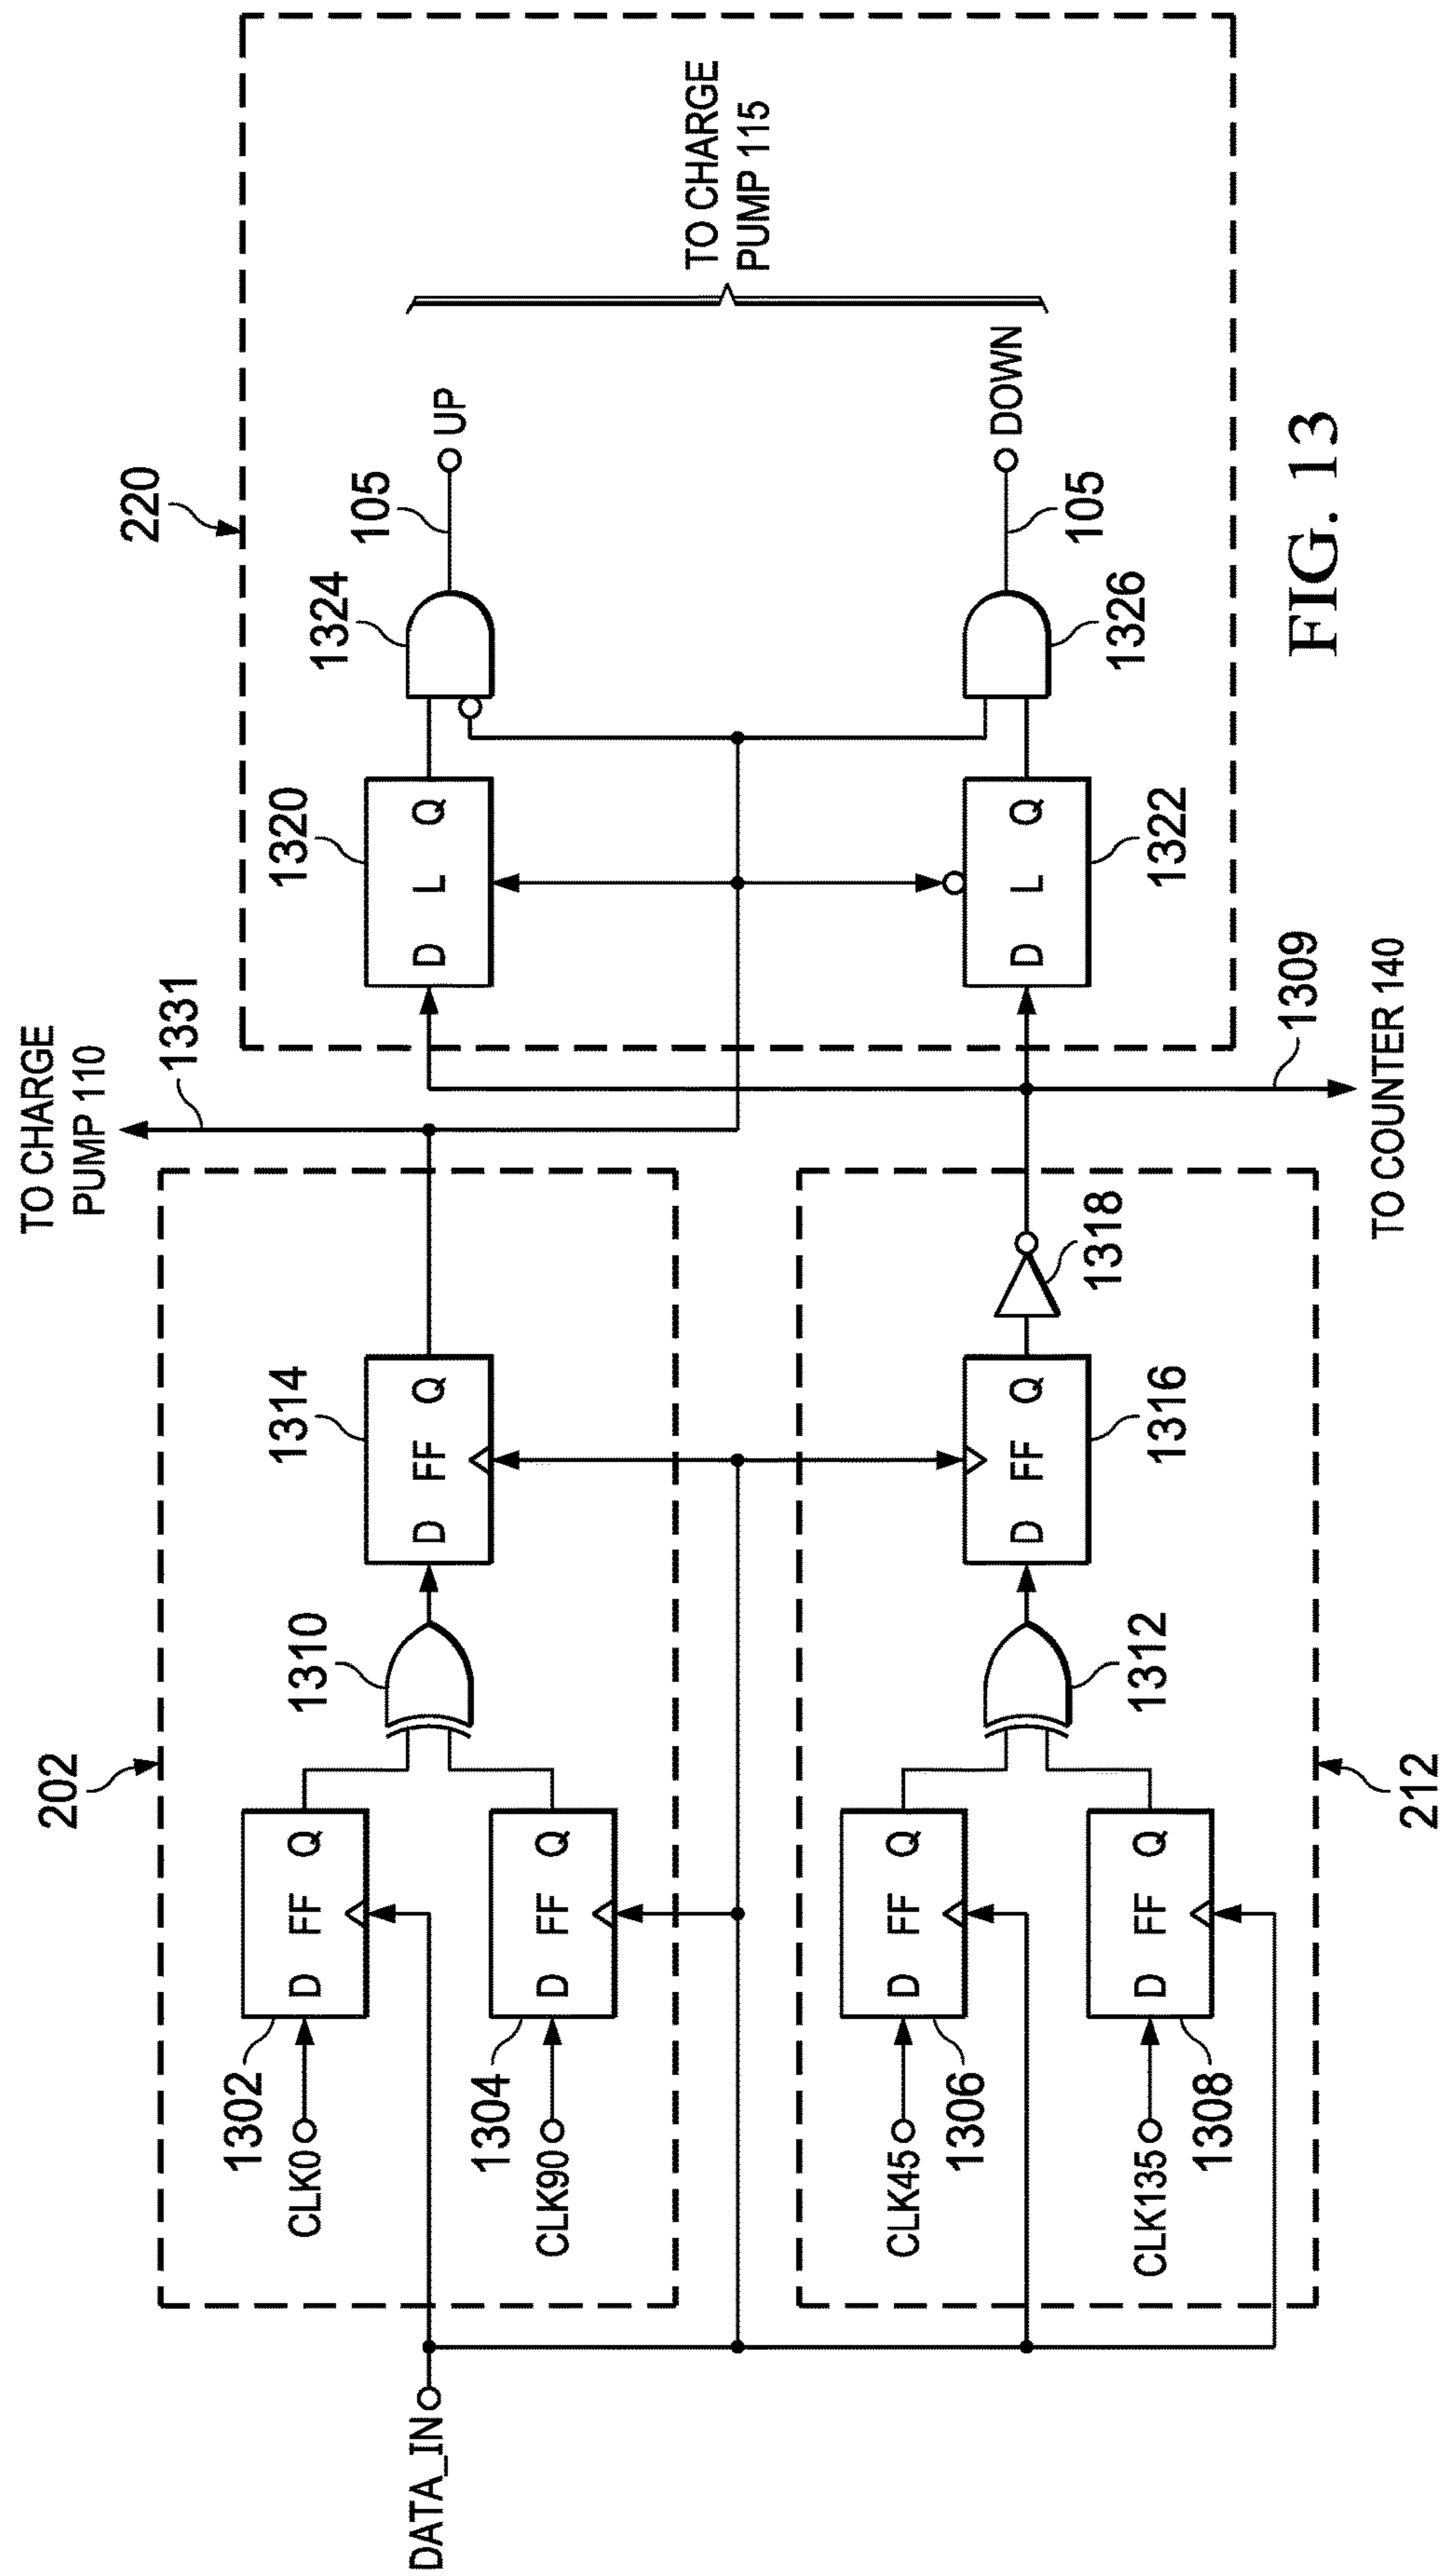 TO CHARGE
PUMP 110
1331
220
202
1302
D FF Q
CLK0
1304
D FF Q
CLK90
1310
1314
D FF Q
1320
D L Q
1324
105
UP
TO CHARGE
PUMP 115
DATA_IN
CLK45
D FF Q
1306
CLK135
D FF Q
1308
1312
D FF Q
1316
1318
D L Q
1322
1326
105
DOWN
212
1309
TO COUNTER 140
FIG. 13